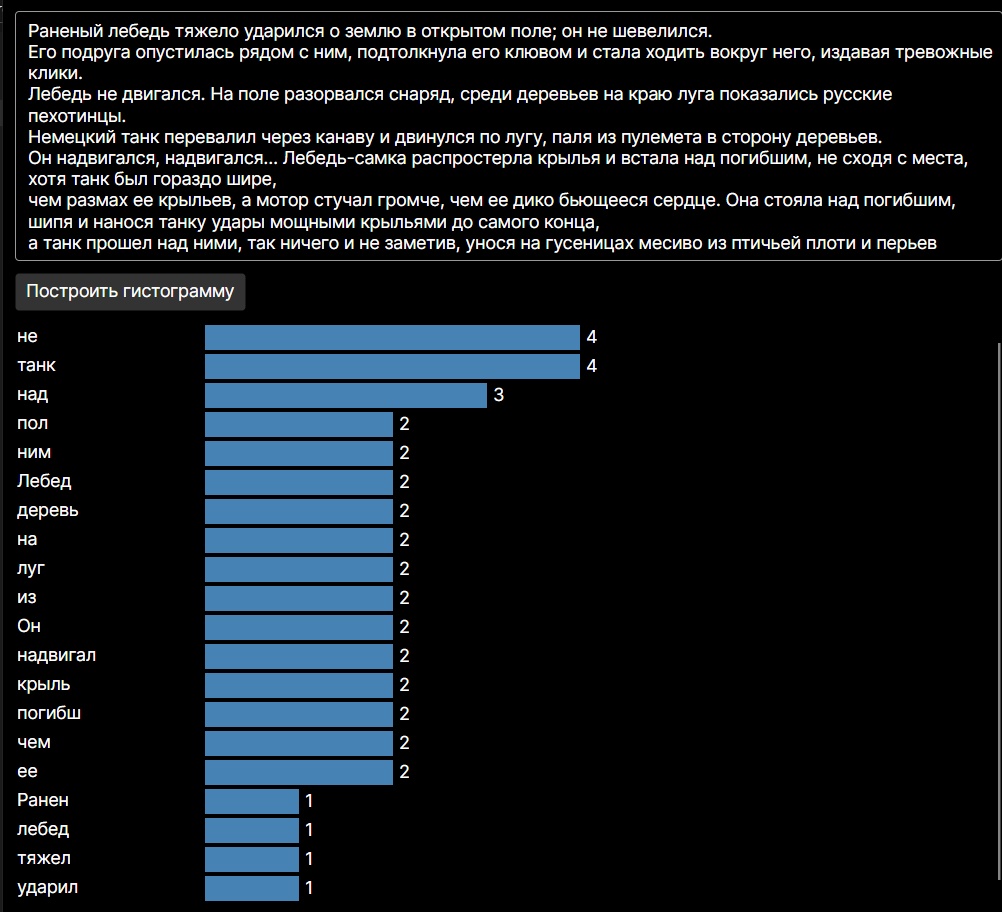 Раненый лебедь тяжело ударился о землю в открытом поле; он не шевелился.
Его подруга опустилась рядом с ним, подтолкнула его клювом и стала ходить вокруг него, издавая тревожные
клики.
Лебедь не двигался. На поле разорвался снаряд, среди деревьев на краю луга показались русские
пехотинцы.
Немецкий танк перевалил через канаву и двинулся по лугу, паля из пулемета в сторону деревьев.
Он надвигался, надвигался... Лебедь-самка распростерла крылья и встала над погибшим, не сходя с места,
хотя танк был гораздо шире,
чем размах ее крыльев, а мотор стучал громче, чем ее дико бьющееся сердце. Она стояла над погибшим,
шипя и нанося танку удары мощными крыльями до самого конца,
а танк прошел над ними, так ничего и не заметив, унося на гусеницах месиво из птичьей плоти и перьев
Построить гистограмму
не 4
танк 4
над 3
пол 2
ним 2
Лебед 2
деревь 2
на 2
луг 2
из 2
Он 2
надвигал 2
крыль 2
погибш 2
чем 2
ее 2
Ранен 1
лебед 1
тяжел 1
ударил 1